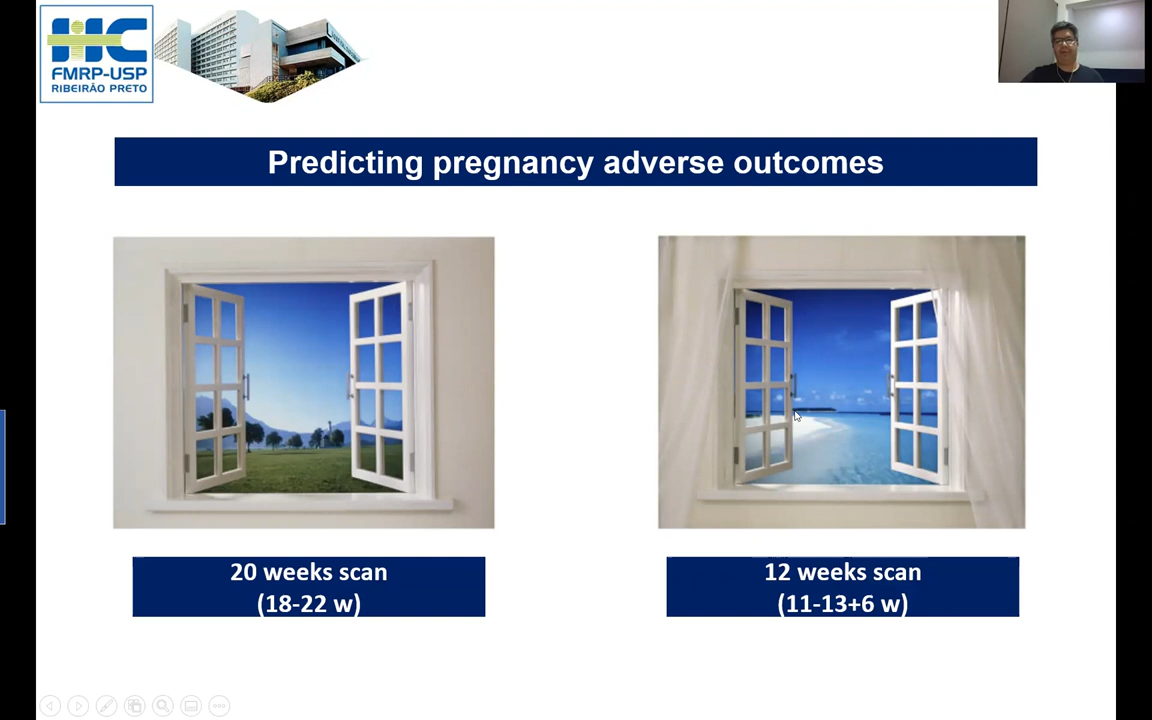 HC
FMRP-USP
RIBEIRÃO PRETO
Predicting pregnancy adverse outcomes
20 weeks scan
(18-22 w)
12 weeks scan
(11-13+6 w)